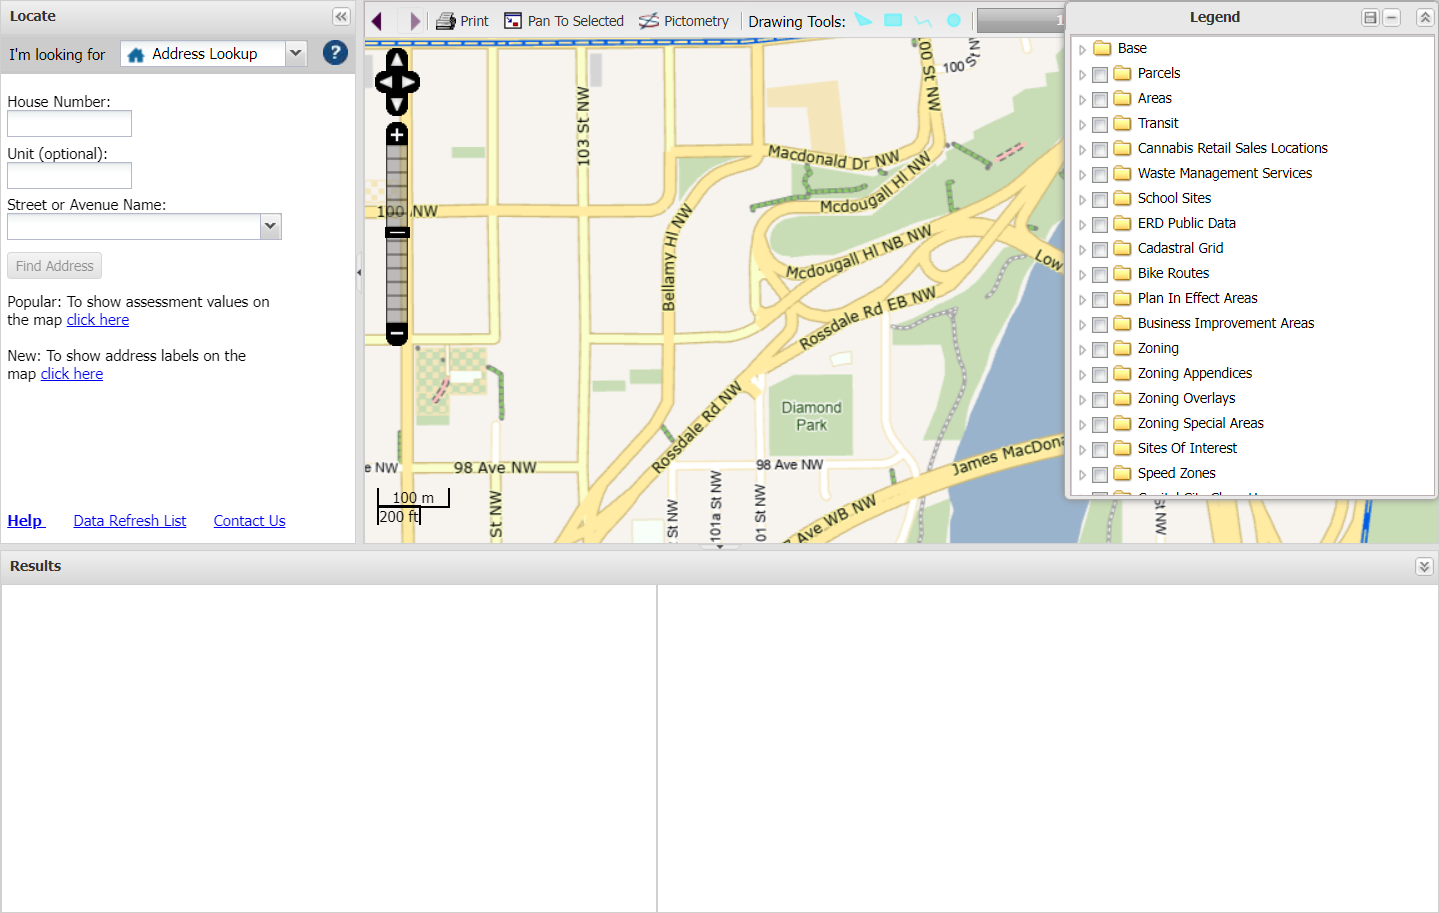 Locate
I'm looking for
Address Lookup
?
House Number:
Unit (optional):
Street or Avenue Name:
Find Address
Popular: To show assessment values on
the map click here
New: To show address labels on the
map click here
Help
Data Refresh List
Contact Us
Print
Pan To Selected
Pictometry
Drawing Tools:
1
Legend
Base
Parcels
Areas
Transit
Cannabis Retail Sales Locations
Waste Management Services
School Sites
ERD Public Data
Cadastral Grid
Bike Routes
Plan In Effect Areas
Business Improvement Areas
Zoning
Zoning Appendices
Zoning Overlays
Zoning Special Areas
Sites Of Interest
Speed Zones
103 St NW
100 St NW
100
Macdonald Dr NW
Mcdougall Hl NW
100 NW
Bellamy Hl NW
Mcdougall Hl NB NW
Low
Rossdale Rd EB NW
Rossdale Rd NW
Diamond
Park
e NW
98 Ave NW
98 Ave NW
James MacDona
Ave WB NW
St NW
St NW
101a St NW
01 St NW
St NW
100 m
200 ft
Results